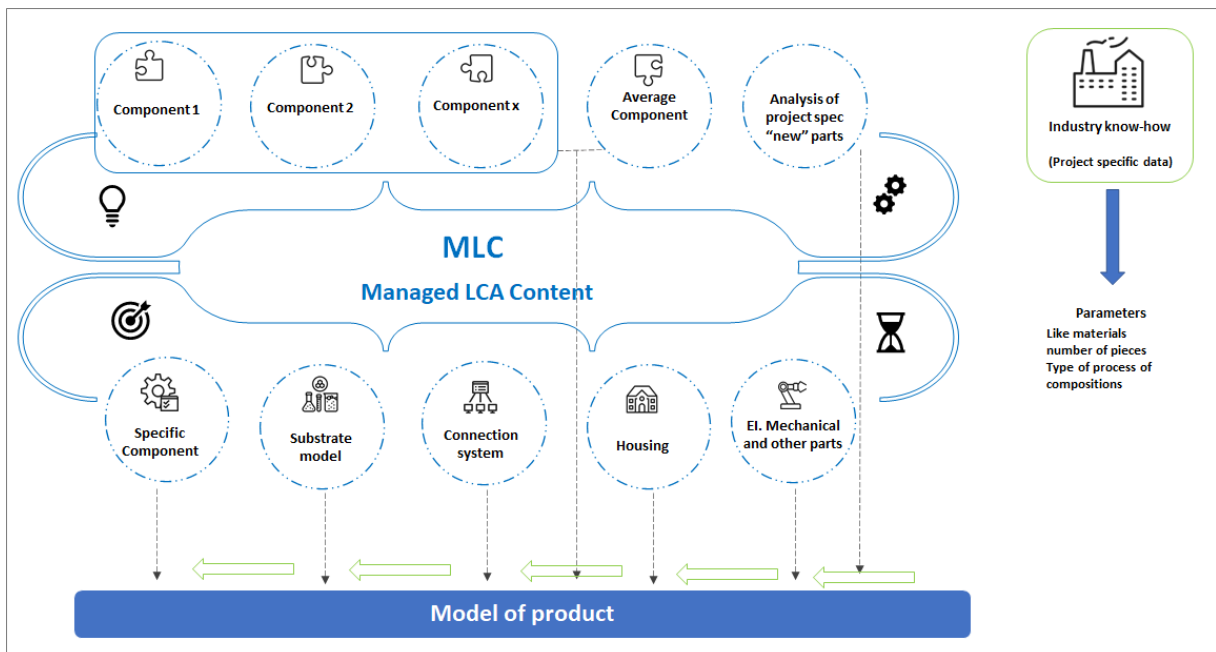 Component 1
Component 2
Component x
Average
Component
Analysis of
project spec
“new” parts
Industry know-how
(Project specific data)
MLC
Managed LCA Content
Parameters
Like materials
number of pieces
Type of process of
compositions
Specific
Component
Substrate
model
Connection
system
Housing
EI. Mechanical
and other parts
Model of product